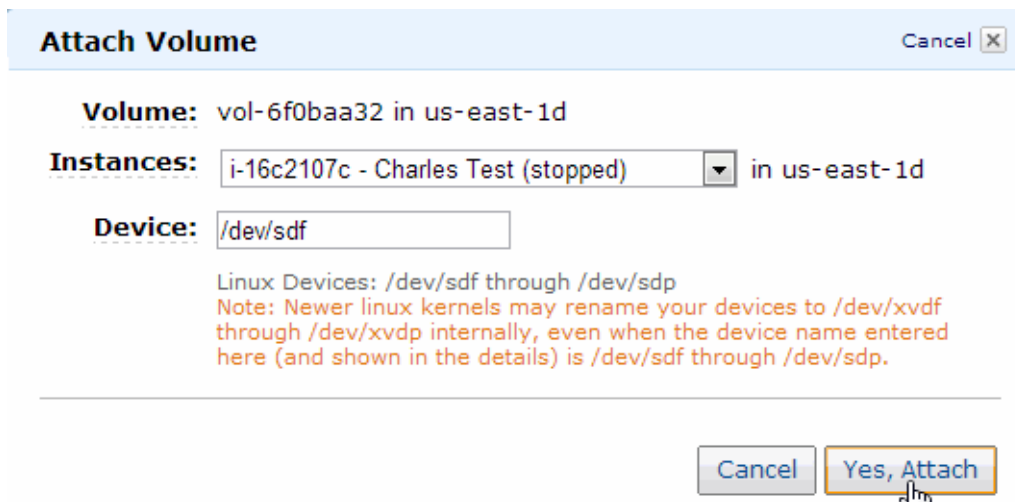 Attach Volume
Cancel
Volume: vol-6f0baa32 in us-east-1d
Instances: i-16c2107c - Charles Test (stopped) in us-east-1d
Device: /dev/sdf
Linux Devices: /dev/sdf through /dev/sdp
Note: Newer linux kernels may rename your devices to /dev/xvdf
through /dev/xvdp internally, even when the device name entered
here (and shown in the details) is /dev/sdf through /dev/sdp.
Cancel
Yes, Attach